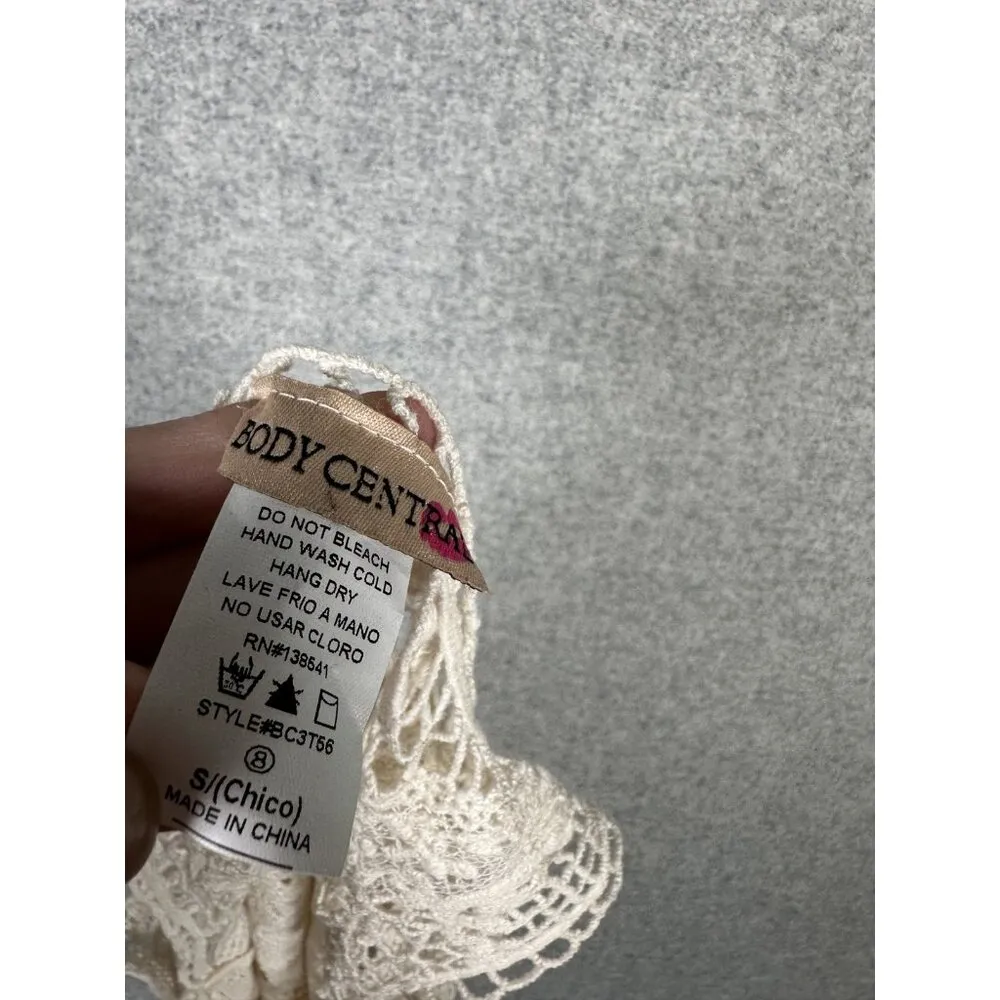 BODY CENTRAL
DO NOT BLEACH
HAND WASH COLD
HANG DRY
LAVE FRIO A MANO
NO USAR CLORO
RN#138541
30°C
STYLE#BC3T56
8
S/(Chico)
MADE IN CHINA